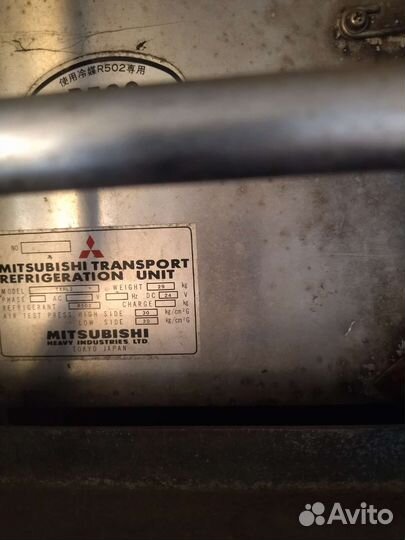 使用冷媒R502専用
NO
MITSUBISHI TRANSPORT
REFRIGERATION UNIT
MODEL WEIGHT 29 kg
PHASE AC V Hz DC 24 V
REFRIGERANT R502 CHARGE kg
AIR TEST PRESS. HIGH SIDE 30 kg/cm²G
LOW SIDE 20 kg/cm²G
MITSUBISHI
HEAVY INDUSTRIES, LTD.
TOKYO JAPAN
Avito